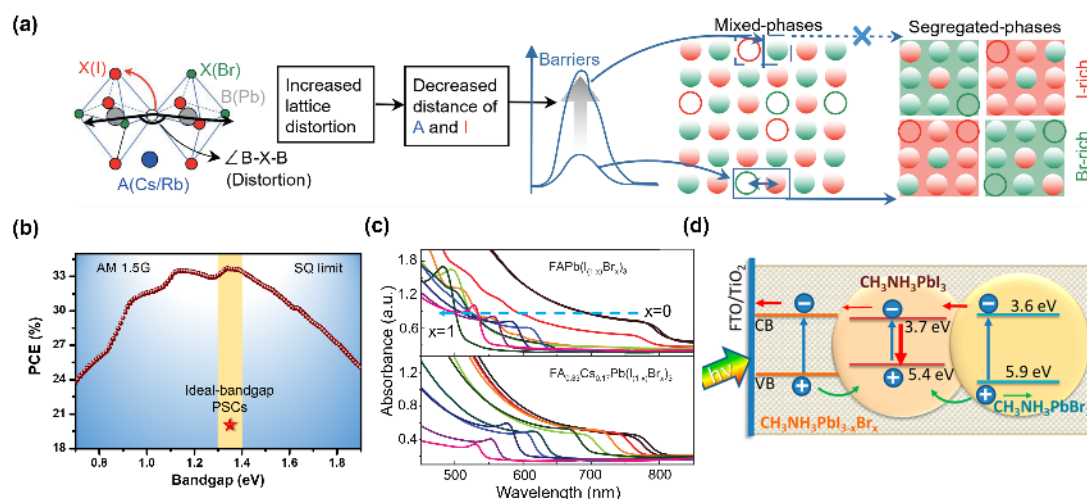 (a)
X(I)
X(Br)
B(Pb)
∠B-X-B
(Distortion)
A(Cs/Rb)
Increased
lattice
distortion
Decreased
distance of
A and I
Barriers
Mixed-phases
Segregated-phases
I-rich
Br-rich
(b)
AM 1.5G
SQ limit
Ideal-bandgap
PSCs
PCE (%)
33
30
27
24
21
18
0.8
1.0
1.2
1.4
1.6
1.8
Bandgap (eV)
(c)
FAPb(I(1-x)Brx)3
x=0
x=1
1.8
1.2
0.6
FA0.83Cs0.17Pb(I(1-x)Brx)3
1.2
0.8
0.4
Absorbance (a.u.)
500
600
700
800
Wavelength (nm)
(d)
FTO/TiO2
hν
CB
VB
CH3NH3PbI3
3.7 eV
5.4 eV
3.6 eV
5.9 eV
CH3NH3PbBr
CH3NH3PbI3-xBrx